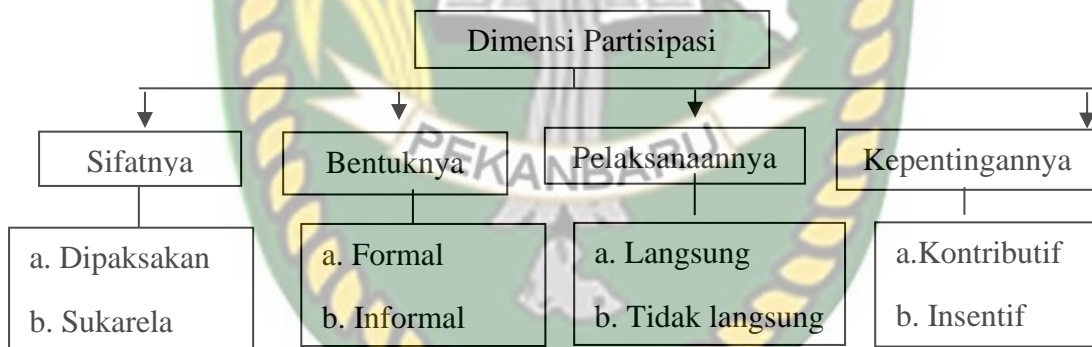 Dimensi Partisipasi
Sifatnya
Bentuknya
Pelaksanaannya
Kepentingannya
PEKANBARU
a. Dipaksakan
b. Sukarela
a. Formal
b. Informal
a. Langsung
b. Tidak langsung
a.Kontributif
b. Insentif